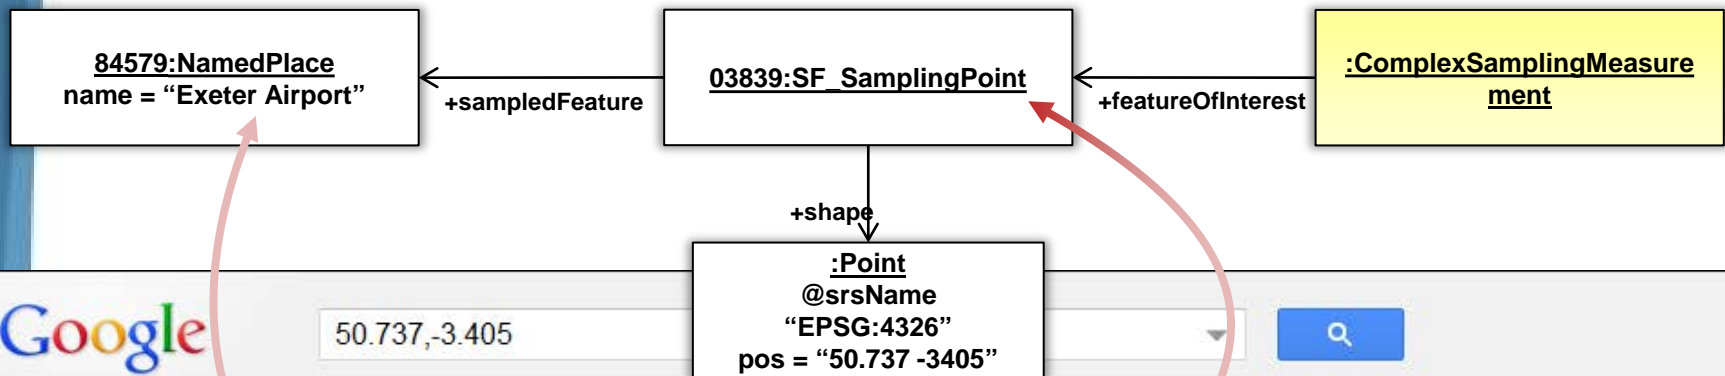 84579:NamedPlace
name = “Exeter Airport”
+sampledFeature
03839:SF_SamplingPoint
+featureOfInterest
:ComplexSamplingMeasure
ment
+shape
:Point
@srsName
“EPSG:4326”
pos = “50.737 -3405”
Google
50.737,-3.405